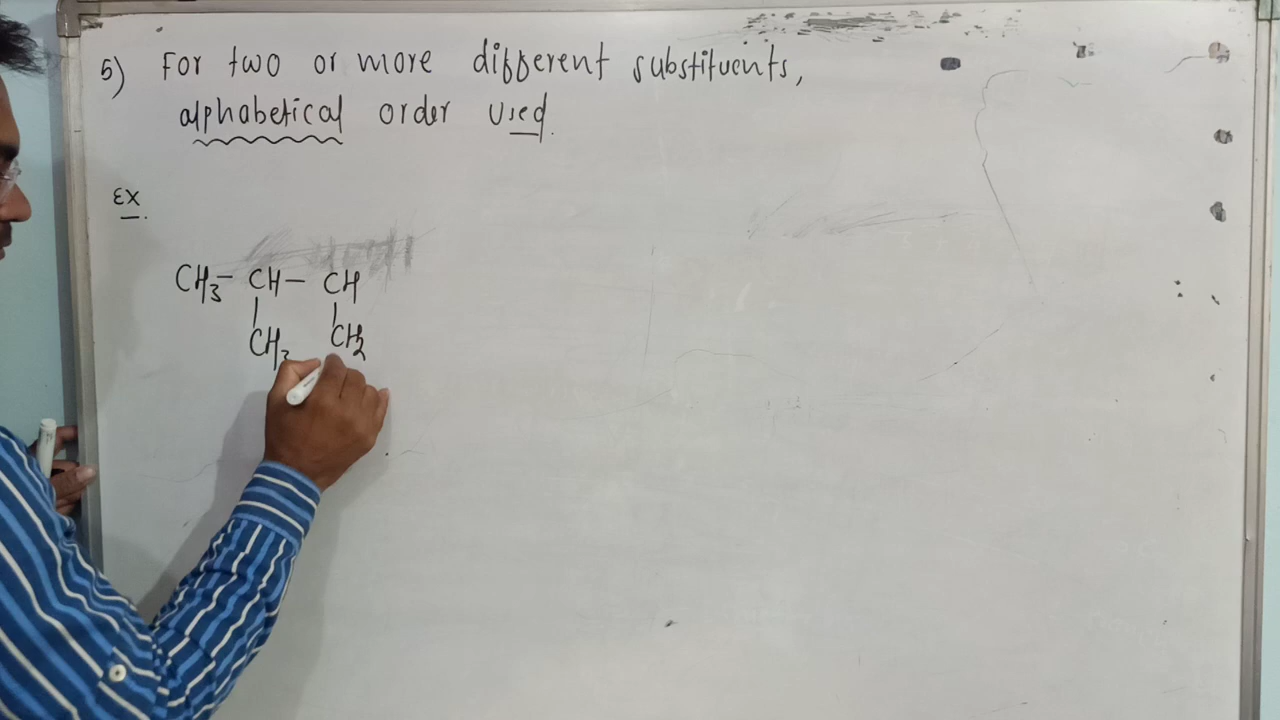 5) For two or more different substituents,
alphabetical order used.
Ex.
CH3- CH- CH
| |
CH3 CH2